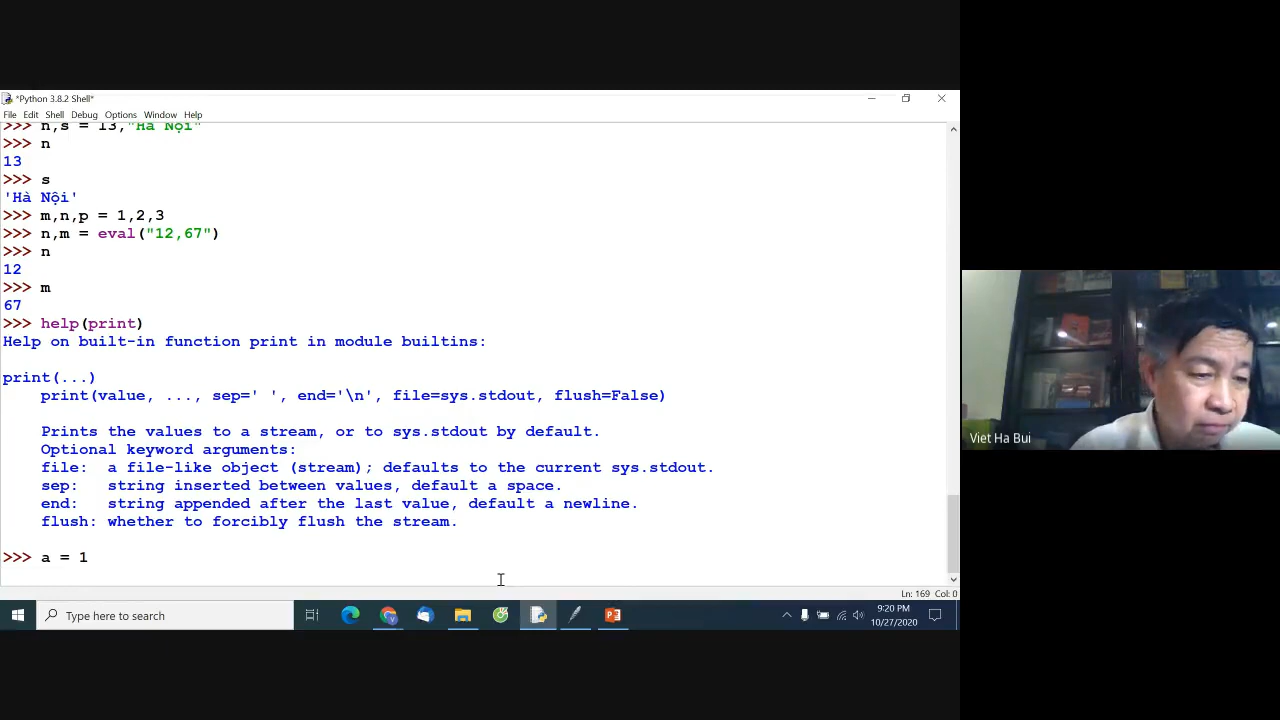 *Python 3.8.2 Shell*
File Edit Shell Debug Options Window Help
>>> n,s = 13,"Hà Nội"
>>> n
13
>>> s
'Hà Nội'
>>> m,n,p = 1,2,3
>>> n,m = eval("12,67")
>>> n
12
>>> m
67
>>> help(print)
Help on built-in function print in module builtins:
print(...)
print(value, ..., sep=' ', end='\n', file=sys.stdout, flush=False)
Prints the values to a stream, or to sys.stdout by default.
Optional keyword arguments:
file: a file-like object (stream); defaults to the current sys.stdout.
sep: string inserted between values, default a space.
end: string appended after the last value, default a newline.
flush: whether to forcibly flush the stream.
>>> a = 1
Viet Ha Bui
Ln: 169 Col: 0
Type here to search
9:20 PM
10/27/2020